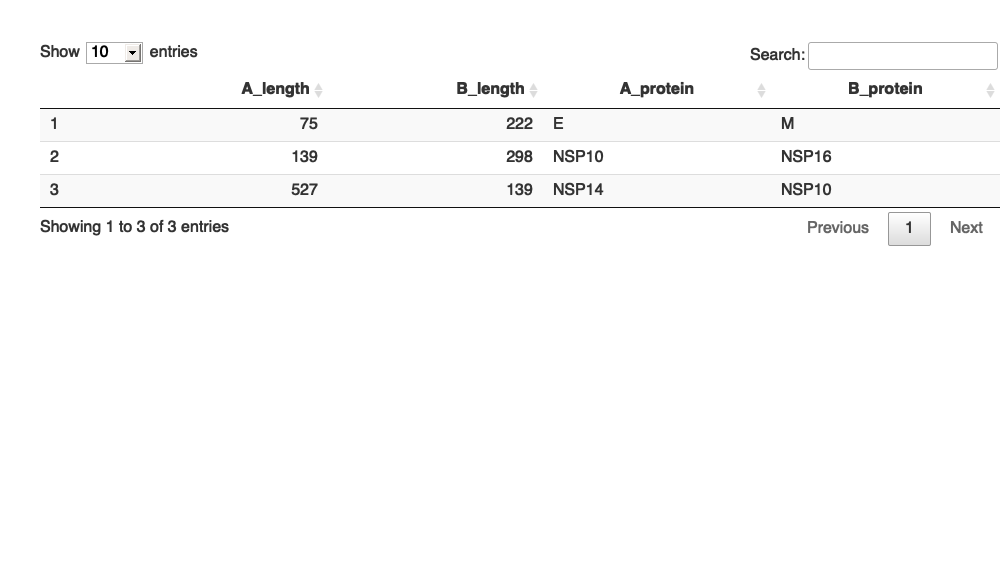 Show 10 entries
Search:
A_length B_length A_protein B_protein
1 75 222 E M
2 139 298 NSP10 NSP16
3 527 139 NSP14 NSP10
Showing 1 to 3 of 3 entries
Previous 1 Next